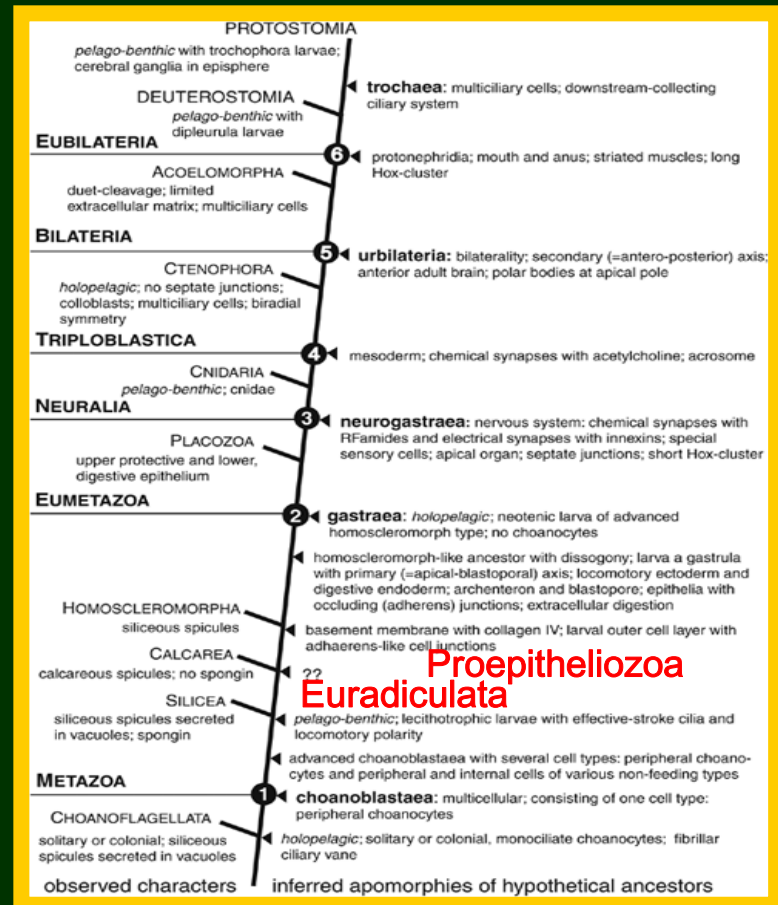 PROTOSTOMIA
pelago-benthic with trochophora larvae;
cerebral ganglia in episphere
trochaea: multiciliary cells; downstream-collecting
ciliary system
DEUTEROSTOMIA
pelago-benthic with
dipleurula larvae
EUBILATERIA
6
protonephridia; mouth and anus; striated muscles; long
Hox-cluster
ACOELOMORPHA
duet-cleavage; limited
extracellular matrix; multiciliary cells
BILATERIA
5
urbilateria: bilaterality; secondary (=antero-posterior) axis;
anterior adult brain; polar bodies at apical pole
CTENOPHORA
holopelagic; no septate junctions;
colloblasts; multiciliary cells; biradial
symmetry
TRIPLOBLASTICA
4
mesoderm; chemical synapses with acetylcholine; acrosome
CNIDARIA
pelago-benthic; cnidae
NEURALIA
3
neurogastraea: nervous system: chemical synapses with
RFamides and electrical synapses with innexins; special
sensory cells; apical organ; septate junctions; short Hox-cluster
PLACOZOA
upper protective and lower,
digestive epithelium
EUMETAZOA
2
gastraea: holopelagic; neotenic larva of advanced
homoscleromorph type; no choanocytes
homoscleromorph-like ancestor with dissogony; larva a gastrula
with primary (=apical-blastoporal) axis; locomotory ectoderm and
digestive endoderm; archenteron and blastopore; epithelia with
occluding (adherens) junctions; extracellular digestion
HOMOSCLEROMORPHA
siliceous spicules
basement membrane with collagen IV; larval outer cell layer with
adhaerens-like cell junctions
Proepitheliozoa
CALCAREA
calcareous spicules; no spongin
??
Euradiculata
SILICEA
siliceous spicules secreted
in vacuoles; spongin
pelago-benthic; lecithotrophic larvae with effective-stroke cilia and
locomotory polarity
advanced choanoblastaea with several cell types: peripheral choano-
cytes and peripheral and internal cells of various non-feeding types
METAZOA
1
choanoblastaea: multicellular; consisting of one cell type:
peripheral choanocytes
CHOANOFLAGELLATA
solitary or colonial; siliceous
spicules secreted in vacuoles
holopelagic; solitary or colonial, monociliate choanocytes; fibrillar
ciliary vane
observed characters
inferred apomorphies of hypothetical ancestors